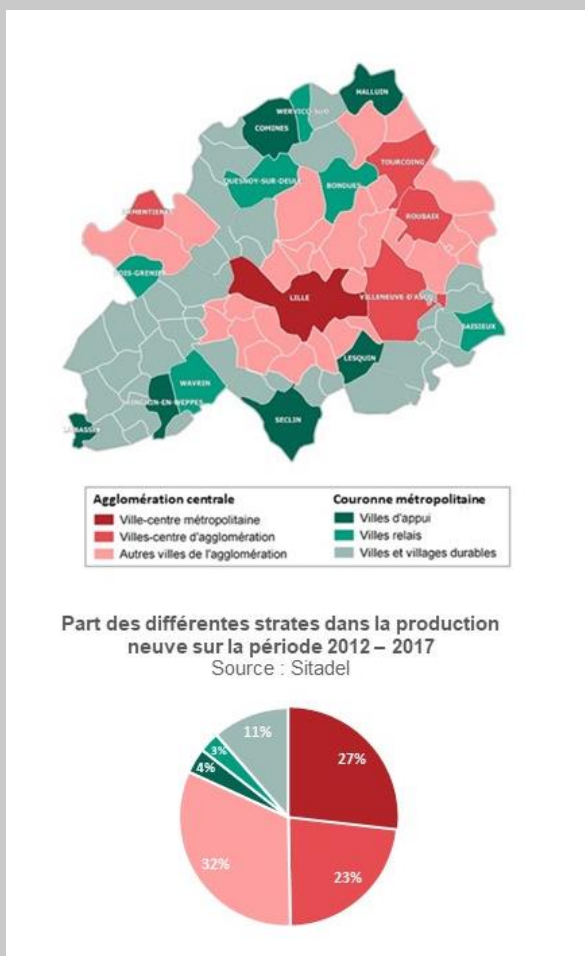 HALLUIN
WERVICQ-SUD
COMINES
TOURCOING
QUESNOY-SUR-DEULE
BONDUES
ARMENTIERES
ROUBAIX
BOIS-GRENIER
LILLE
VILLENEUVE-D'ASCQ
BAISIEUX
LESQUIN
WAVRIN
SAINGHIN-EN-WEPPES
SECLIN
LA BASSEE
Agglomération centrale
Ville-centre métropolitaine
Villes-centre d'agglomération
Autres villes de l'agglomération
Couronne métropolitaine
Villes d'appui
Villes relais
Villes et villages durables
Part des différentes strates dans la production
neuve sur la période 2012 – 2017
Source : Sitadel
11%
27%
3%
4%
32%
23%